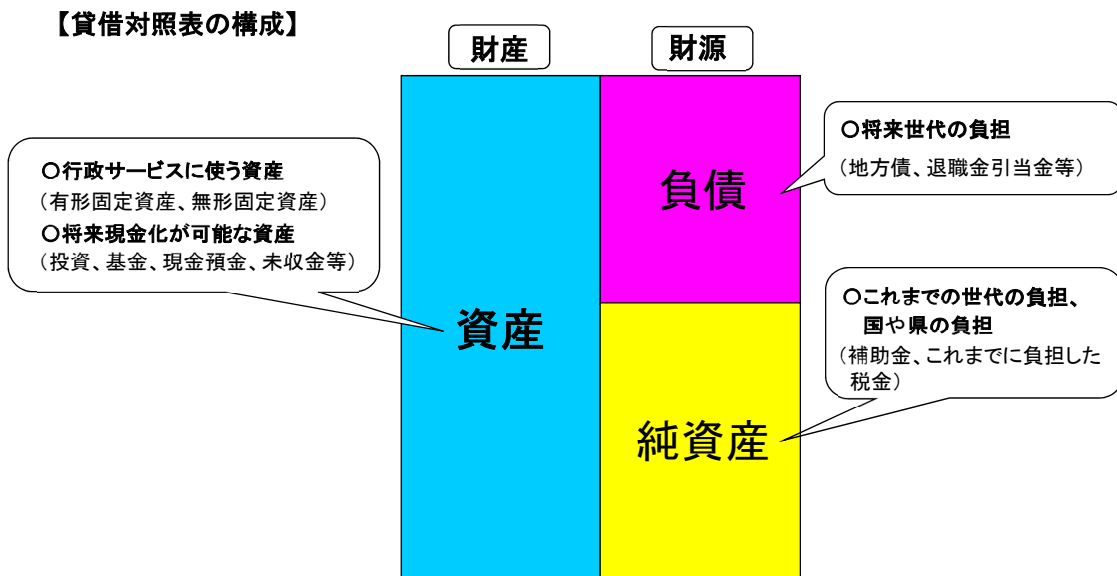 【貸借対照表の構成】
財産
財源
○行政サービスに使う資産
（有形固定資産、無形固定資産）
○将来現金化が可能な資産
（投資、基金、現金預金、未収金等）
資産
負債
○将来世代の負担
（地方債、退職金引当金等）
純資産
○これまでの世代の負担、
国や県の負担
（補助金、これまでに負担した
税金）